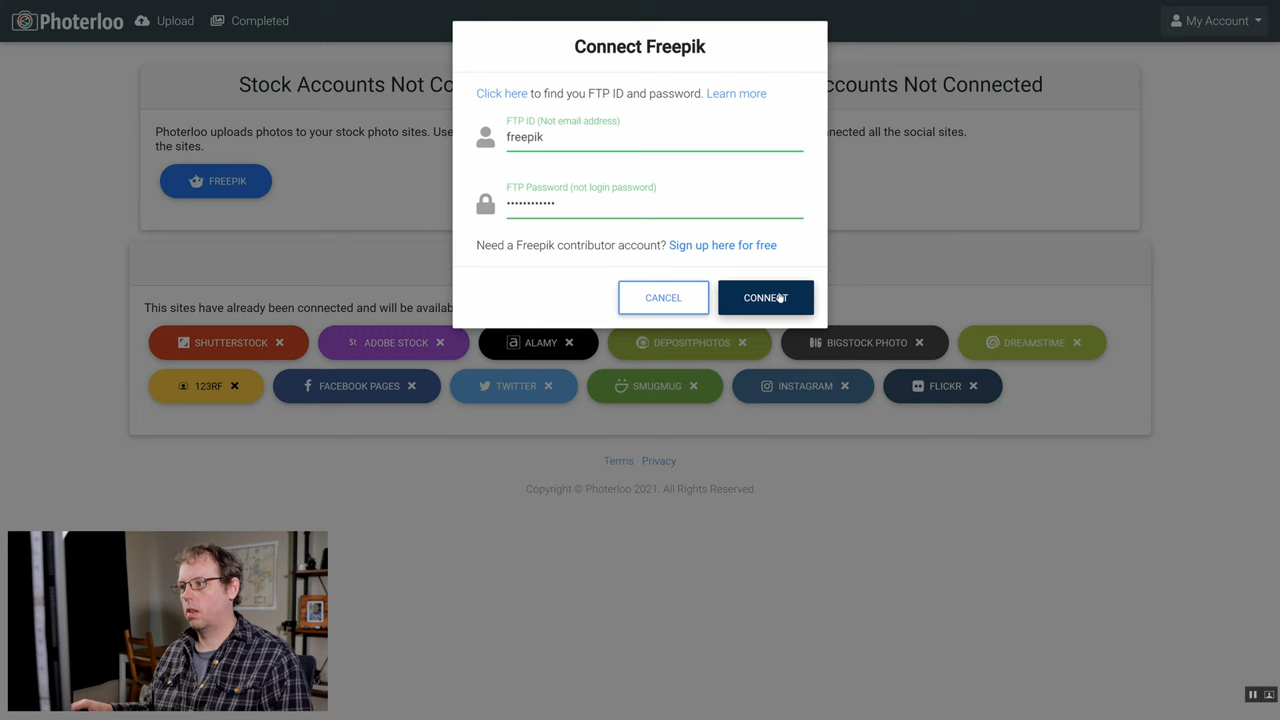 Photerloo
Upload
Completed
My Account
Connect Freepik
Stock Accounts Not Co
ccounts Not Connected
Click here to find you FTP ID and password. Learn more
Photerloo uploads photos to your stock photo sites. Use
nnected all the social sites.
the sites.
FTP ID (Not email address)
freepik
FREEPIK
FTP Password (not login password)
••••••••••••
Need a Freepik contributor account? Sign up here for free
CANCEL
CONNECT
This sites have already been connected and will be availab
SHUTTERSTOCK
St ADOBE STOCK
a ALAMY
DEPOSITPHOTOS
BIG BIGSTOCK PHOTO
DREAMSTIME
123RF
f FACEBOOK PAGES
TWITTER
SMUGMUG
INSTAGRAM
FLICKR
Terms · Privacy
Copyright © Photerloo 2021. All Rights Reserved